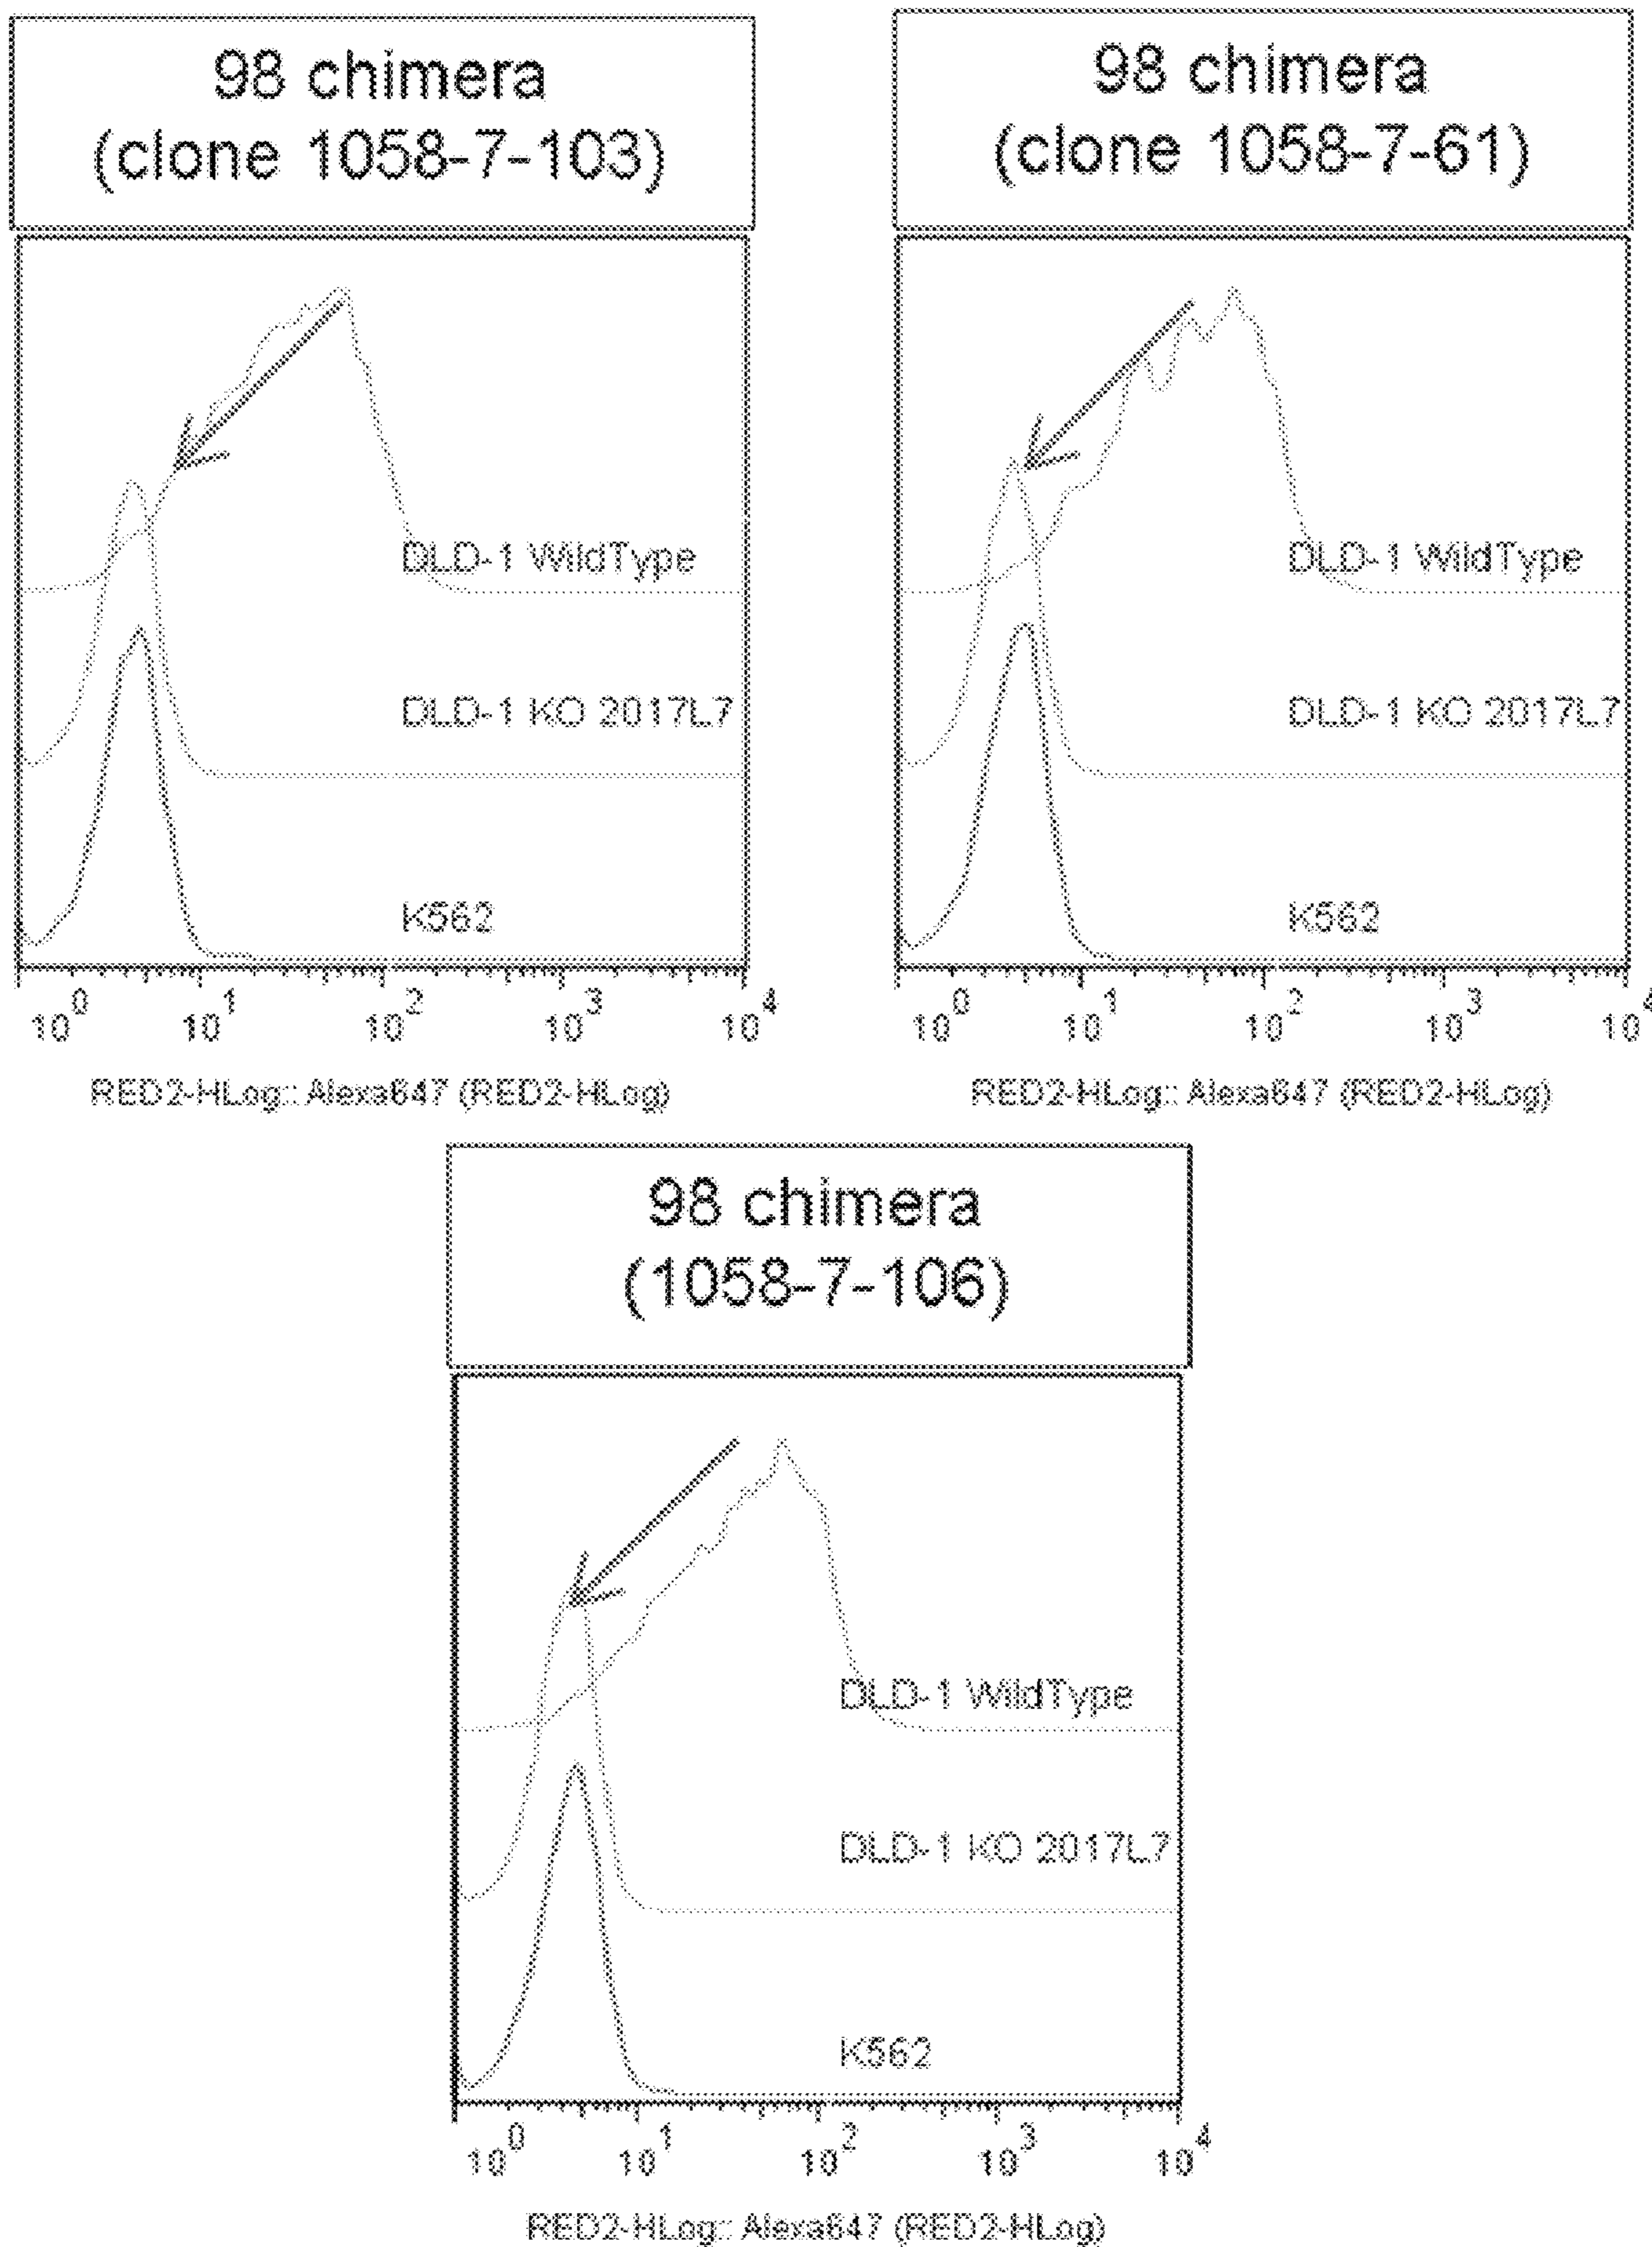 98 chimera
(clone 1058-7-103)
DLD-1 WildType
DLD-1 KO 2017L7
K562
10^0 10^1 10^2 10^3 10^4
RED2-HLog:: Alexa647 (RED2-HLog)
98 chimera
(clone 1058-7-61)
DLD-1 WildType
DLD-1 KO 2017L7
K562
10^0 10^1 10^2 10^3 10^4
RED2-HLog:: Alexa647 (RED2-HLog)
98 chimera
(1058-7-106)
DLD-1 WildType
DLD-1 KO 2017L7
K562
10^0 10^1 10^2 10^3 10^4
RED2-HLog:: Alexa647 (RED2-HLog)